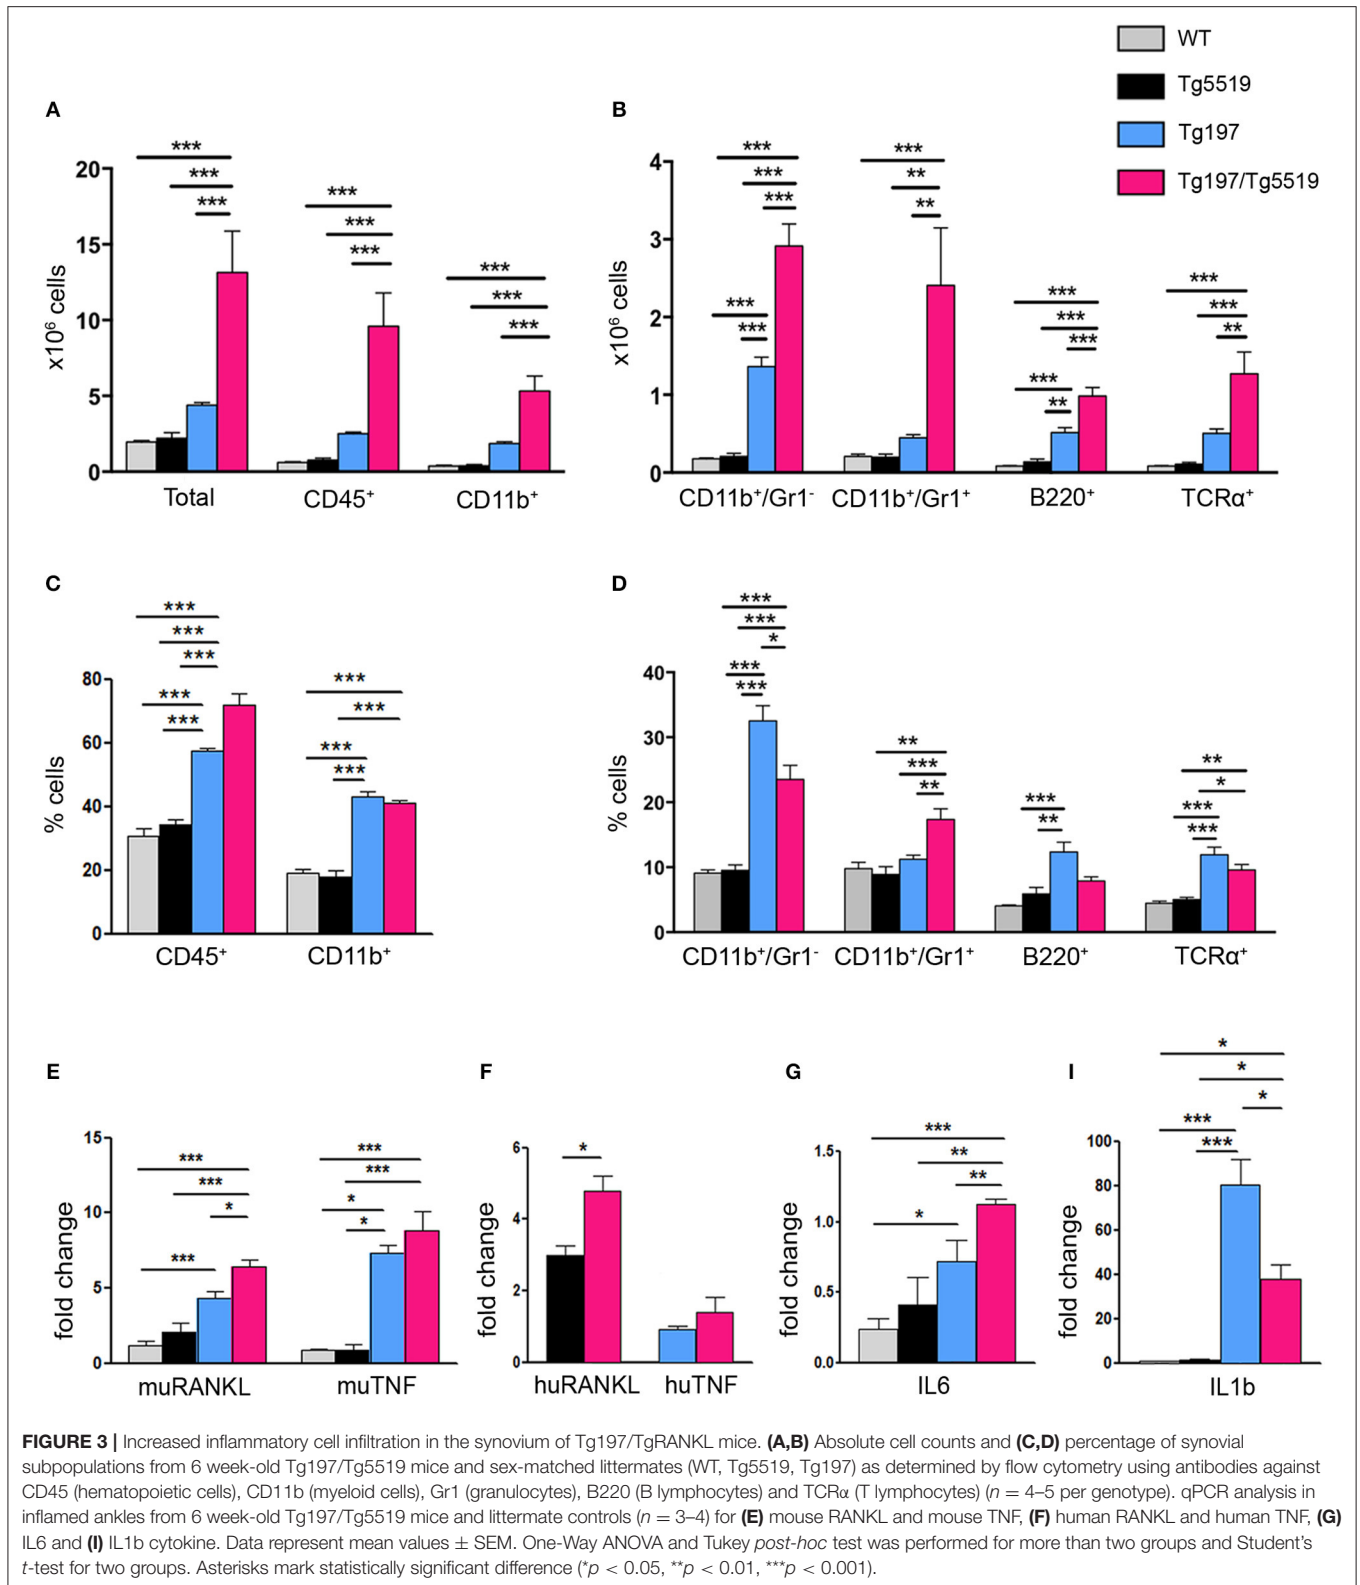 WT
Tg5519
Tg197
Tg197/Tg5519
A
***
***
***
***
***
***
***
***
***
20
15
10
5
0
x10⁶ cells
Total
CD45⁺
CD11b⁺
B
***
***
***
***
***
***
**
**
***
***
***
***
**
***
***
**
4
3
2
1
0
x10⁶ cells
CD11b⁺/Gr1⁻
CD11b⁺/Gr1⁺
B220⁺
TCRα⁺
C
***
***
***
***
***
***
***
***
***
80
60
40
20
0
% cells
CD45⁺
CD11b⁺
D
***
***
*
***
***
**
***
**
***
**
**
*
***
***
40
30
20
10
0
% cells
CD11b⁺/Gr1⁻
CD11b⁺/Gr1⁺
B220⁺
TCRα⁺
E
***
***
*
***
***
***
*
*
15
10
5
0
fold change
muRANKL
muTNF
F
*
6
4
2
0
fold change
huRANKL
huTNF
G
***
**
**
*
1.5
1.0
0.5
0.0
fold change
IL6
I
*
*
*
***
***
100
80
60
40
20
0
fold change
IL1b
FIGURE 3 | Increased inflammatory cell infiltration in the synovium of Tg197/TgRANKL mice. (A,B) Absolute cell counts and (C,D) percentage of synovial
subpopulations from 6 week-old Tg197/Tg5519 mice and sex-matched littermates (WT, Tg5519, Tg197) as determined by flow cytometry using antibodies against
CD45 (hematopoietic cells), CD11b (myeloid cells), Gr1 (granulocytes), B220 (B lymphocytes) and TCRα (T lymphocytes) (n = 4–5 per genotype). qPCR analysis in
inflamed ankles from 6 week-old Tg197/Tg5519 mice and littermate controls (n = 3–4) for (E) mouse RANKL and mouse TNF, (F) human RANKL and human TNF, (G)
IL6 and (I) IL1b cytokine. Data represent mean values ± SEM. One-Way ANOVA and Tukey post-hoc test was performed for more than two groups and Student's
t-test for two groups. Asterisks mark statistically significant difference (*p < 0.05, **p < 0.01, ***p < 0.001).